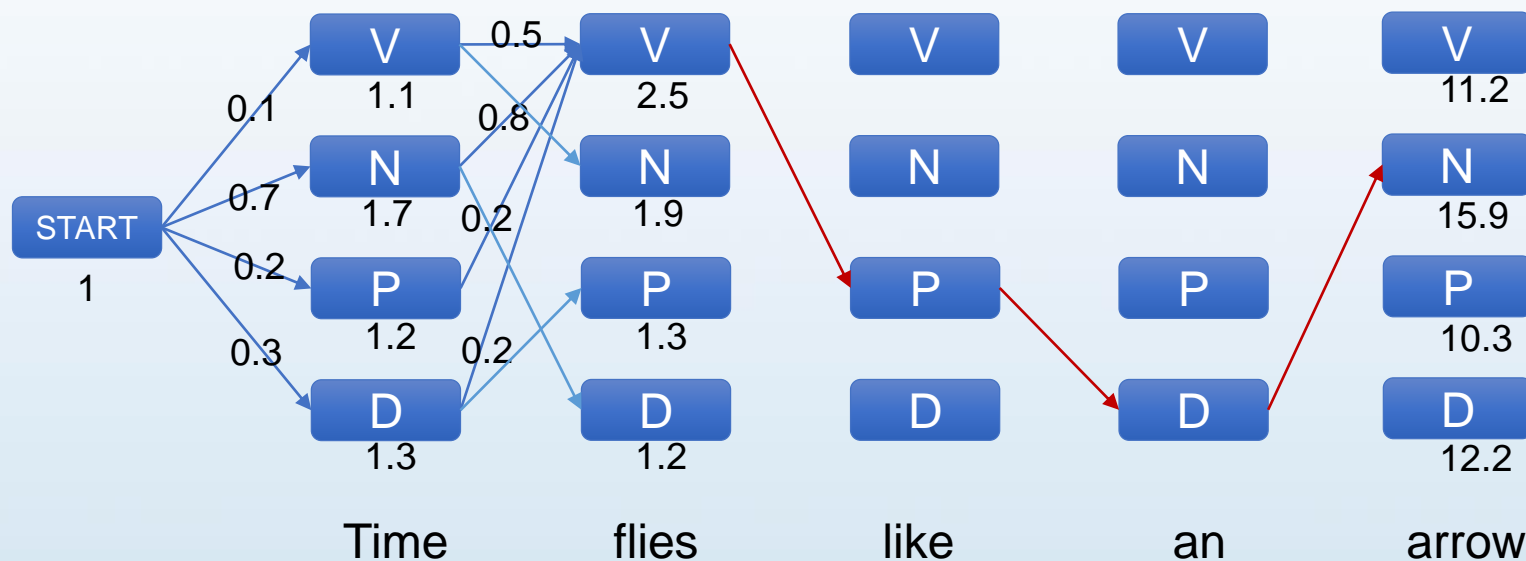 V 0.5 V V V V
1.1 2.5 11.2
0.1 0.8
N N N N N
0.7 1.7 0.2 1.9 15.9
START
1 0.2 P P P P P
1.2 1.3 10.3
0.3 0.2
D D D D D
1.3 1.2 12.2
Time flies like an arrow